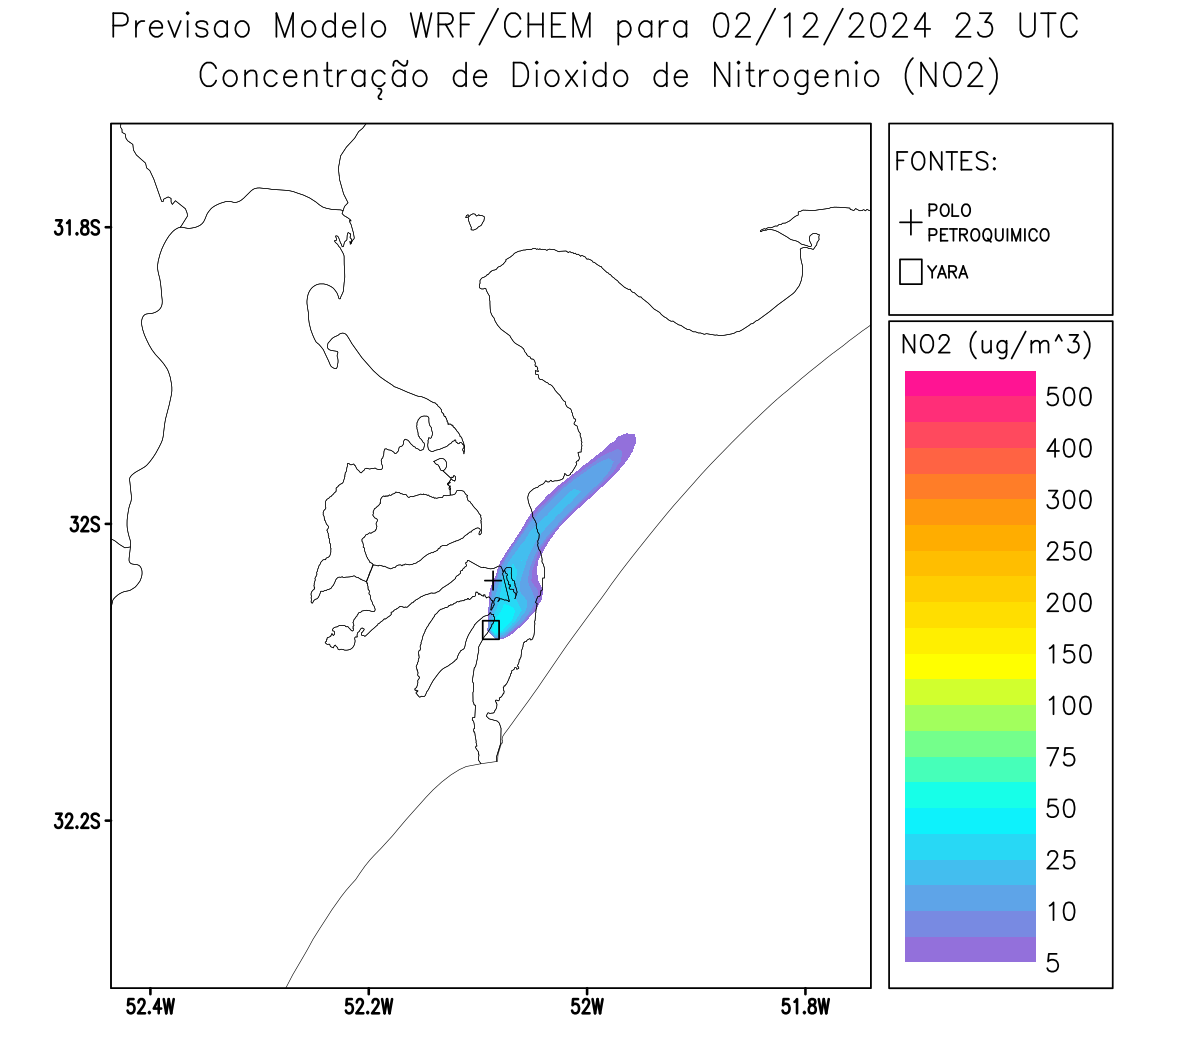 Previsao Modelo WRF/CHEM para 02/12/2024 23 UTC
Concentração de Dioxido de Nitrogenio (NO2)
FONTES:
POLO
PETROQUIMICO
YARA
31.8S
32S
32.2S
52.4W
52.2W
52W
51.8W
NO2 (ug/m^3)
500
400
300
250
200
150
100
75
50
25
10
5